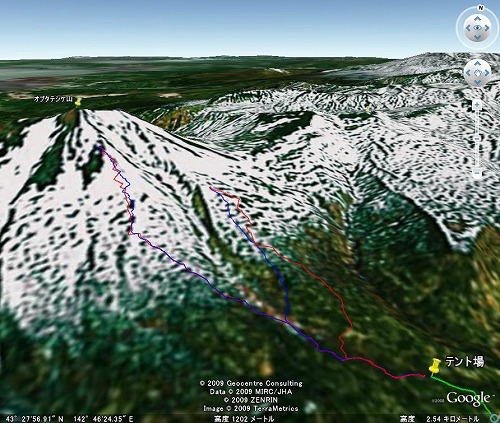 N
オプタテシケ山
テント場
© 2009 Geocentre Consulting
Data © 2009 MIRC/JHA
© 2009 ZENRIN
Image © 2009 TerraMetrics
©2008 Google™
43° 27'56.91" N 142° 46'24.35" E 高度 1202 メートル 高度 2.54 キロメートル